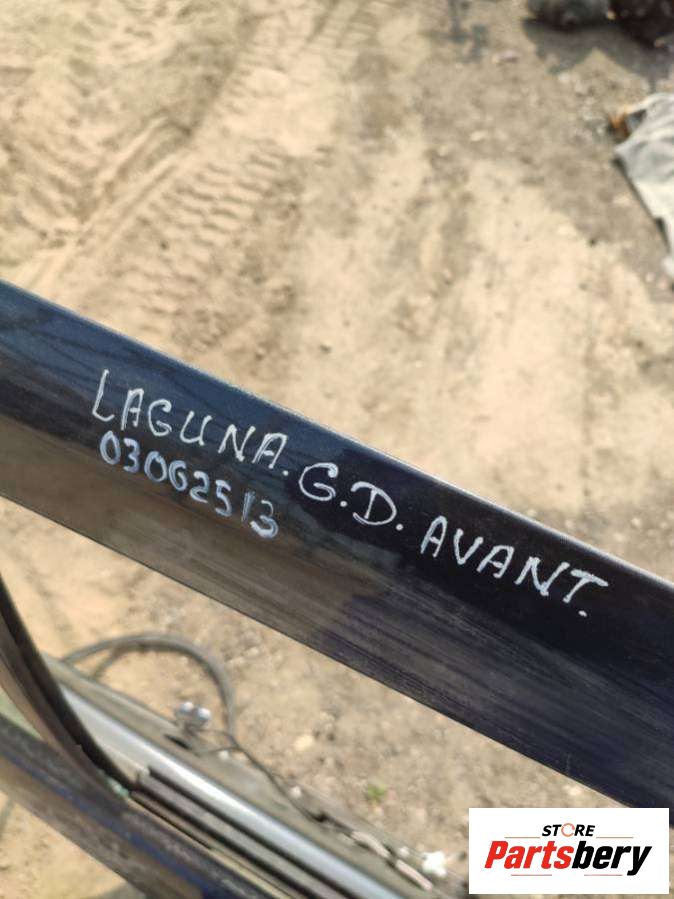 LAGUNA. G.D. AVANT.
03062513
STORE
Partsbery